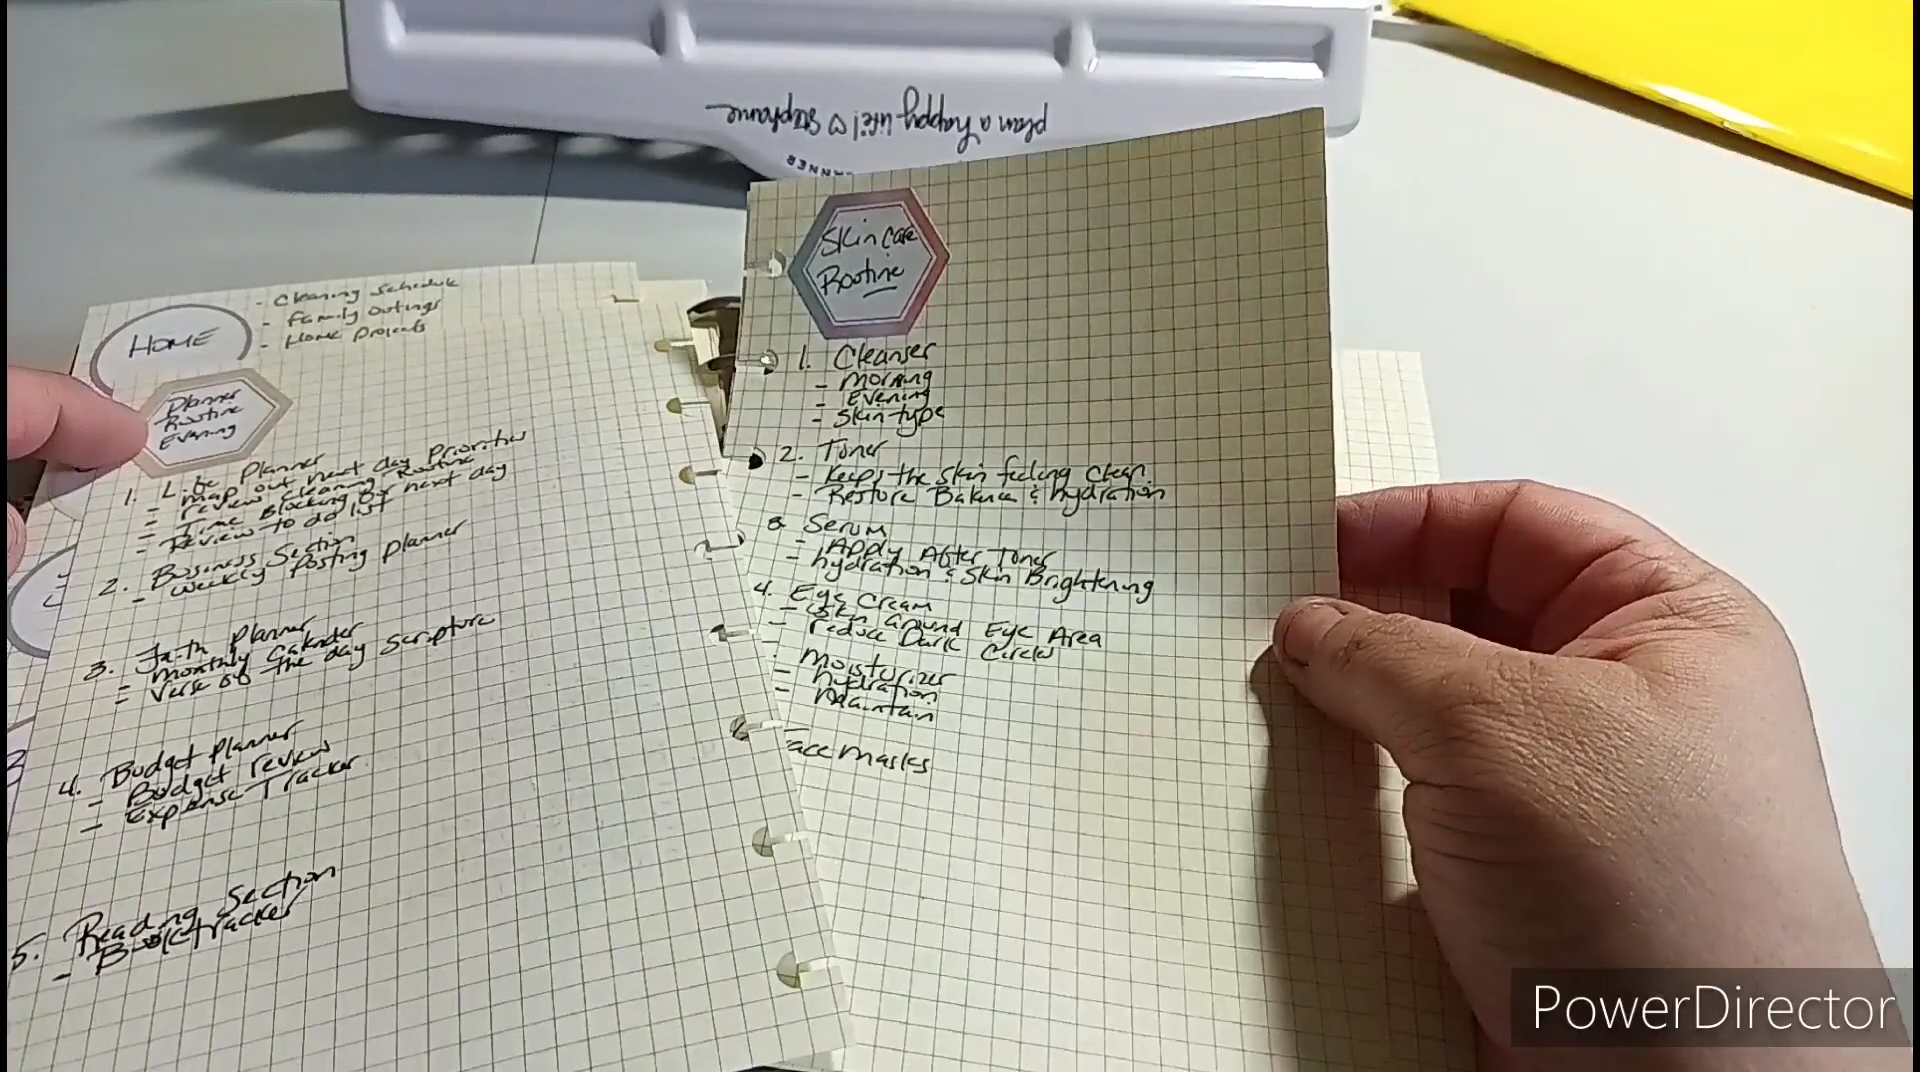 plan a happy life! ♡ stephanie
HOME
- Cleaning Schedule
- Family Outings
- Home Projects
Planner
Routine
Evening
1. Life Planner
- map out next day Priorities
- review Cleaning Routine
- Time Blocking for next day
- Review to do list
2. Business Section
- Weekly Posting Planner
3. Faith Planner
- Monthly Calendar
- Verse of the day Scripture
4. Budget Planner
- Budget review
- Expense Tracker
5. Reading Section
- Book tracker
Skin Care
Routine
1. Cleanser
- Morning
- Evening
- Skin type
2. Toner
- Keeps the skin feeling clean.
- Restore Balance & hydration
3. Serum
- Apply After Toner
- hydration & Skin Brightening
4. Eye Cream
- Skin Around Eye Area
- reduce Dark Circles
Moisturizer
- hydration
- Maintain
Face Masks
PowerDirector